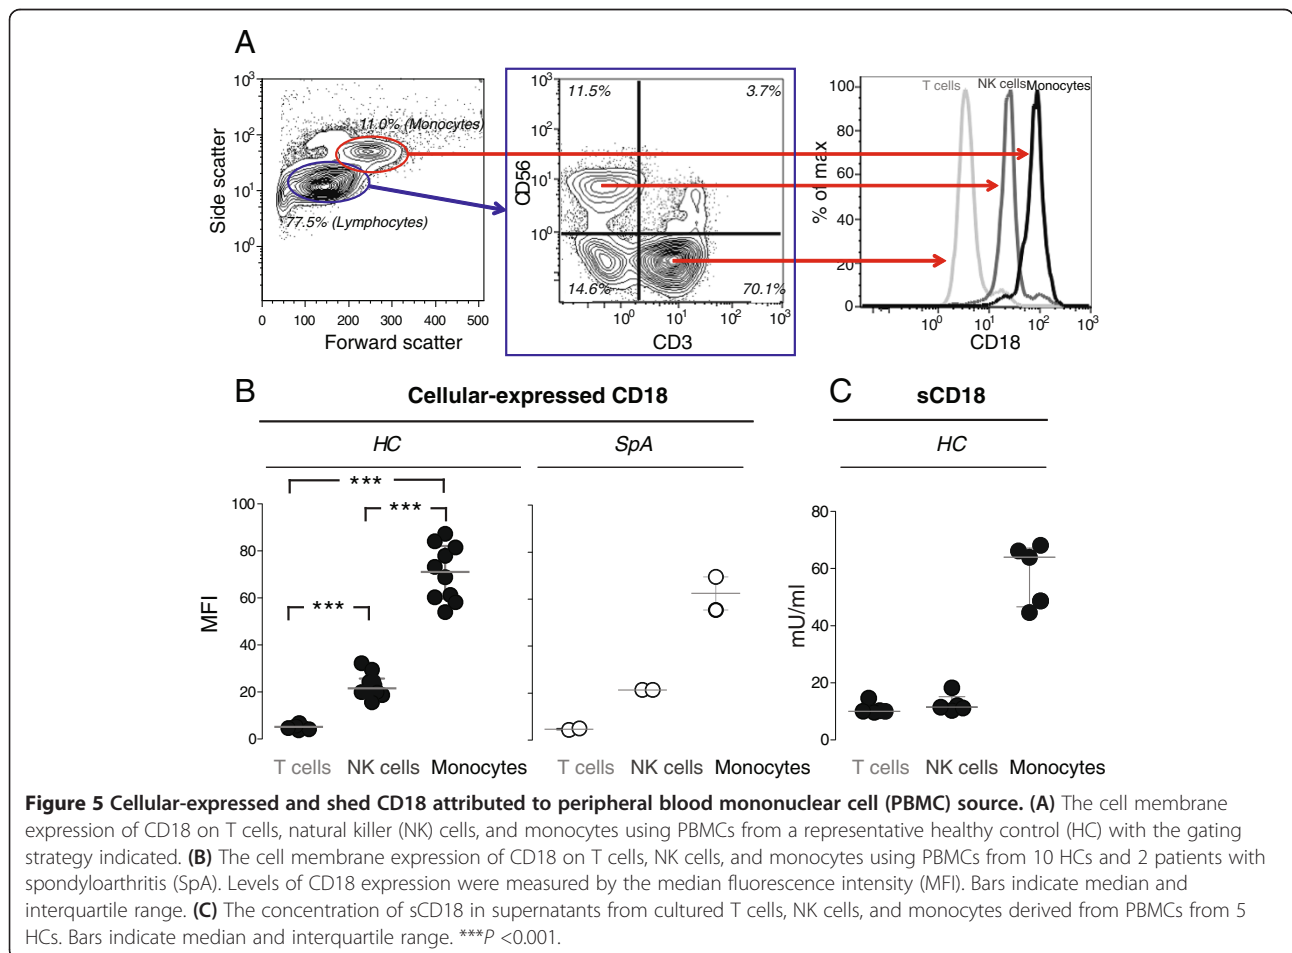 A
10³
10²
10¹
10⁰
Side scatter
11.0% (Monocytes)
77.5% (Lymphocytes)
0 100 200 300 400 500
Forward scatter
10³
10²
10¹
10⁰
CD56
11.5% 3.7%
14.6% 70.1%
10⁰ 10¹ 10² 10³
CD3
100
80
60
40
20
0
% of max
T cells NK cells Monocytes
10⁰ 10¹ 10² 10³
CD18
B Cellular-expressed CD18
HC SpA
***
***
***
100
80
60
40
20
0
MFI
T cells NK cells Monocytes
T cells NK cells Monocytes
C sCD18
HC
80
60
40
20
0
mU/ml
T cells NK cells Monocytes
Figure 5 Cellular-expressed and shed CD18 attributed to peripheral blood mononuclear cell (PBMC) source. (A) The cell membrane
expression of CD18 on T cells, natural killer (NK) cells, and monocytes using PBMCs from a representative healthy control (HC) with the gating
strategy indicated. (B) The cell membrane expression of CD18 on T cells, NK cells, and monocytes using PBMCs from 10 HCs and 2 patients with
spondyloarthritis (SpA). Levels of CD18 expression were measured by the median fluorescence intensity (MFI). Bars indicate median and
interquartile range. (C) The concentration of sCD18 in supernatants from cultured T cells, NK cells, and monocytes derived from PBMCs from 5
HCs. Bars indicate median and interquartile range. ***P <0.001.